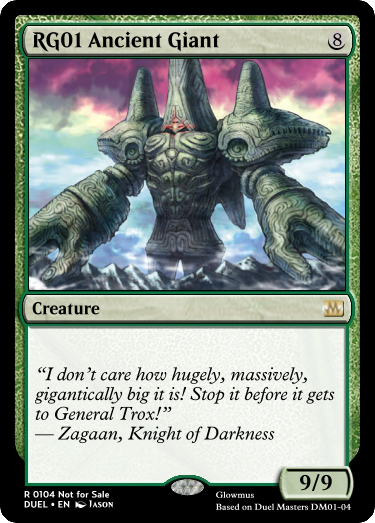 RG01 Ancient Giant 8
Creature
“I don’t care how hugely, massively,
gigantically big it is! Stop it before it gets
to General Trox!”
— Zagaan, Knight of Darkness
9/9
R 0104 Not for Sale
DUEL • EN Jason
Glowmus
Based on Duel Masters DM01-04